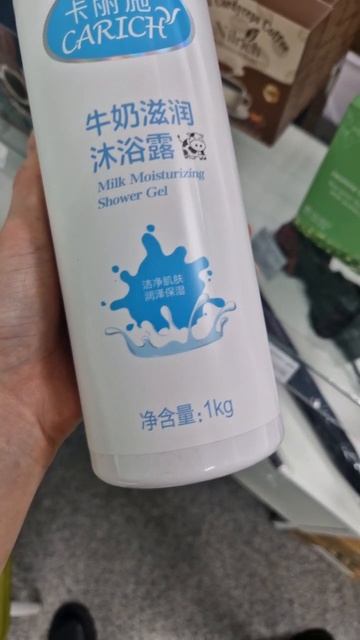 卡丽施
CARICH
牛奶滋润
沐浴露
Milk Moisturizing
Shower Gel
洁净肌肤
润泽保湿
净含量:1kg